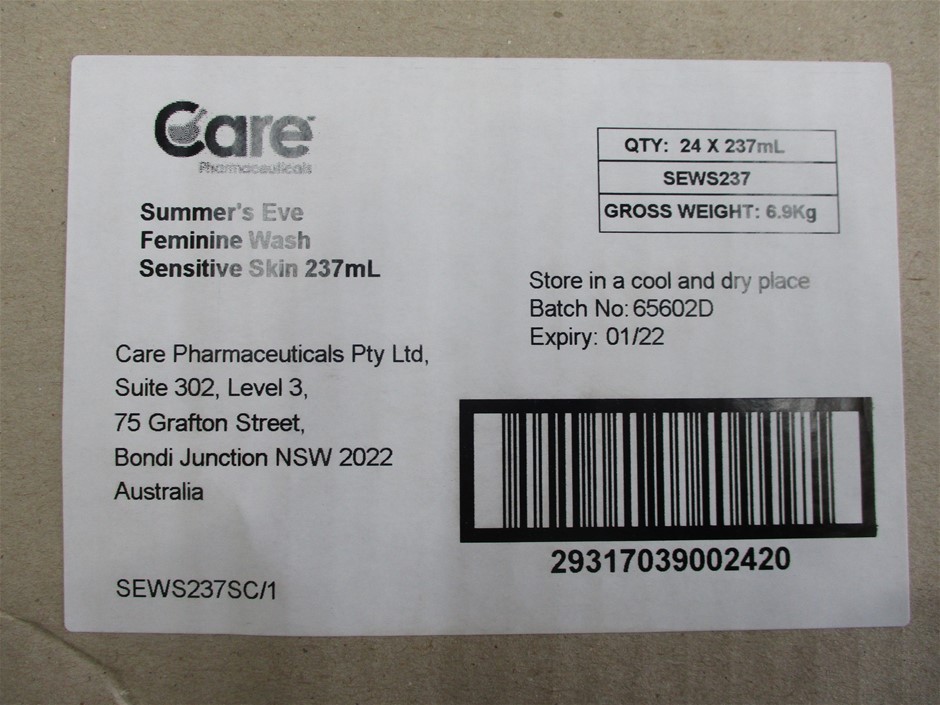 Care
Pharmaceuticals
Summer's Eve
Feminine Wash
Sensitive Skin 237mL
QTY: 24 X 237mL
SEWS237
GROSS WEIGHT: 6.9Kg
Store in a cool and dry place
Batch No: 65602D
Expiry: 01/22
Care Pharmaceuticals Pty Ltd,
Suite 302, Level 3,
75 Grafton Street,
Bondi Junction NSW 2022
Australia
29317039002420
SEWS237SC/1